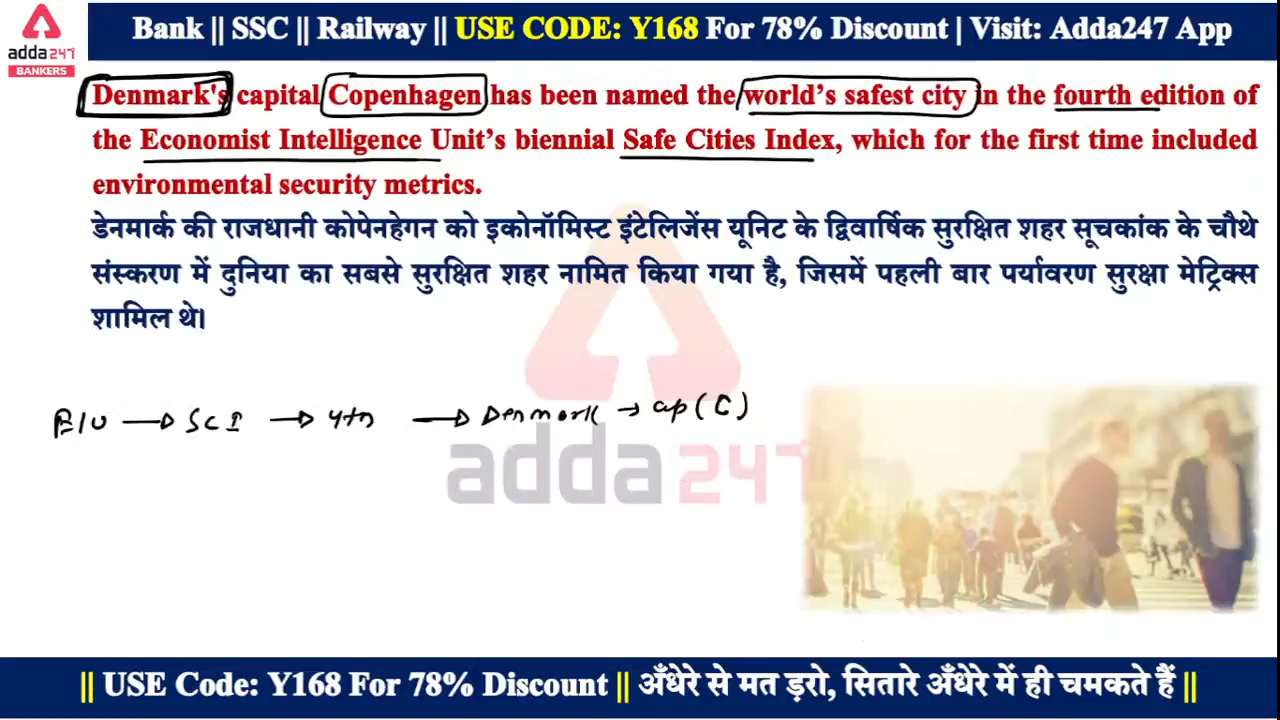 Bank || SSC || Railway || USE CODE: Y168 For 78% Discount | Visit: Adda247 App
adda247
BANKERS
Denmark's capital Copenhagen has been named the world's safest city in the fourth edition of
the Economist Intelligence Unit's biennial Safe Cities Index, which for the first time included
environmental security metrics.
डेनमार्क की राजधानी कोपेनहेगन को इकोनॉमिस्ट इंटेलिजेंस यूनिट के द्विवार्षिक सुरक्षित शहर सूचकांक के चौथे
संस्करण में दुनिया का सबसे सुरक्षित शहर नामित किया गया है, जिसमें पहली बार पर्यावरण सुरक्षा मेट्रिक्स
शामिल थे।
EIU → SCI → 4th → Denmark → cap (C)
adda247
|| USE Code: Y168 For 78% Discount || अँधेरे से मत ड़रो, सितारे अँधेरे में ही चमकते हैं ||